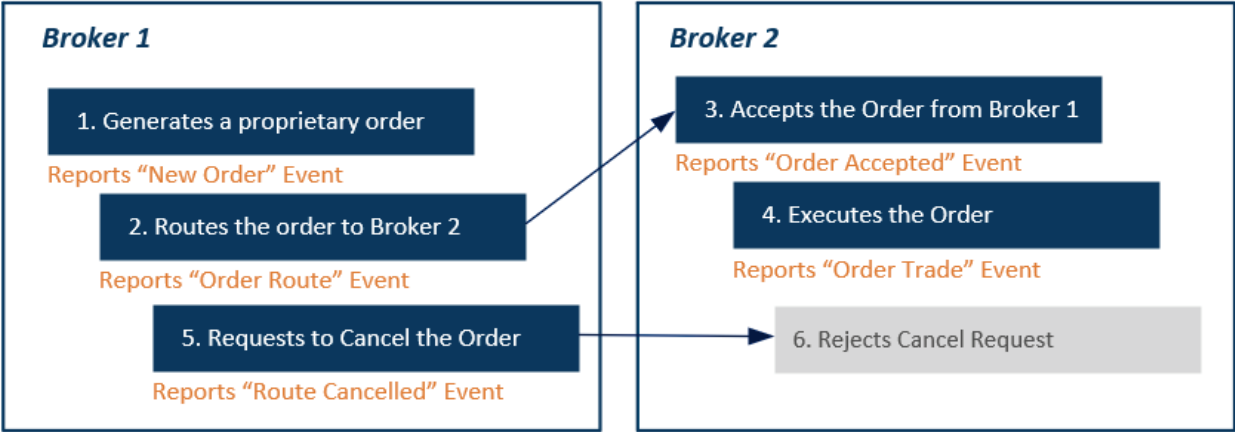 Broker 1
1. Generates a proprietary order
Reports “New Order” Event
2. Routes the order to Broker 2
Reports “Order Route” Event
5. Requests to Cancel the Order
Reports “Route Cancelled” Event
Broker 2
3. Accepts the Order from Broker 1
Reports “Order Accepted” Event
4. Executes the Order
Reports “Order Trade” Event
6. Rejects Cancel Request